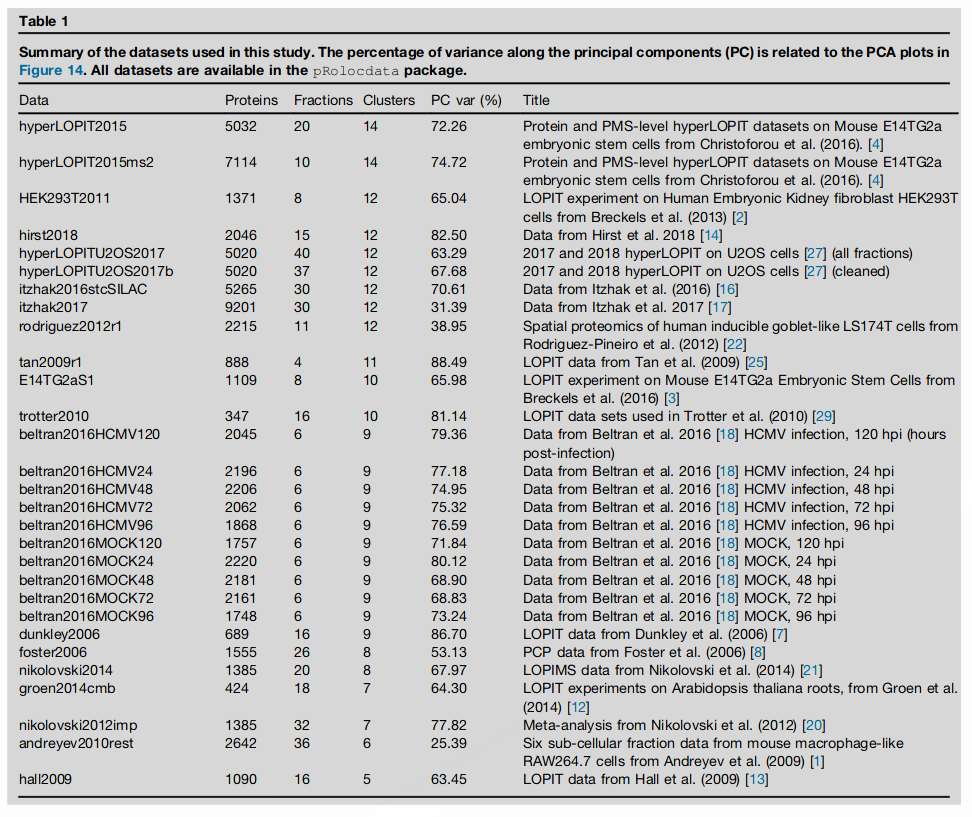 Table 1
Summary of the datasets used in this study. The percentage of variance along the principal components (PC) is related to the PCA plots in
Figure 14. All datasets are available in the pRolocdata package.
Data Proteins Fractions Clusters PC var (%) Title
hyperLOPIT2015 5032 20 14 72.26 Protein and PMS-level hyperLOPIT datasets on Mouse E14TG2a
embryonic stem cells from Christoforou et al. (2016). [4]
hyperLOPIT2015ms2 7114 10 14 74.72 Protein and PMS-level hyperLOPIT datasets on Mouse E14TG2a
embryonic stem cells from Christoforou et al. (2016). [4]
HEK293T2011 1371 8 12 65.04 LOPIT experiment on Human Embryonic Kidney fibroblast HEK293T
cells from Breckels et al. (2013) [2]
hirst2018 2046 15 12 82.50 Data from Hirst et al. 2018 [14]
hyperLOPITU2OS2017 5020 40 12 63.29 2017 and 2018 hyperLOPIT on U2OS cells [27] (all fractions)
hyperLOPITU2OS2017b 5020 37 12 67.68 2017 and 2018 hyperLOPIT on U2OS cells [27] (cleaned)
itzhak2016stcSILAC 5265 30 12 70.61 Data from Itzhak et al. (2016) [16]
itzhak2017 9201 30 12 31.39 Data from Itzhak et al. 2017 [17]
rodriguez2012r1 2215 11 12 38.95 Spatial proteomics of human inducible goblet-like LS174T cells from
Rodriguez-Pineiro et al. (2012) [22]
tan2009r1 888 4 11 88.49 LOPIT data from Tan et al. (2009) [25]
E14TG2aS1 1109 8 10 65.98 LOPIT experiment on Mouse E14TG2a Embryonic Stem Cells from
Breckels et al. (2016) [3]
trotter2010 347 16 10 81.14 LOPIT data sets used in Trotter et al. (2010) [29]
beltran2016HCMV120 2045 6 9 79.36 Data from Beltran et al. 2016 [18] HCMV infection, 120 hpi (hours
post-infection)
beltran2016HCMV24 2196 6 9 77.18 Data from Beltran et al. 2016 [18] HCMV infection, 24 hpi
beltran2016HCMV48 2206 6 9 74.95 Data from Beltran et al. 2016 [18] HCMV infection, 48 hpi
beltran2016HCMV72 2062 6 9 75.32 Data from Beltran et al. 2016 [18] HCMV infection, 72 hpi
beltran2016HCMV96 1868 6 9 76.59 Data from Beltran et al. 2016 [18] HCMV infection, 96 hpi
beltran2016MOCK120 1757 6 9 71.84 Data from Beltran et al. 2016 [18] MOCK, 120 hpi
beltran2016MOCK24 2220 6 9 80.12 Data from Beltran et al. 2016 [18] MOCK, 24 hpi
beltran2016MOCK48 2181 6 9 68.90 Data from Beltran et al. 2016 [18] MOCK, 48 hpi
beltran2016MOCK72 2161 6 9 68.83 Data from Beltran et al. 2016 [18] MOCK, 72 hpi
beltran2016MOCK96 1748 6 9 73.24 Data from Beltran et al. 2016 [18] MOCK, 96 hpi
dunkley2006 689 16 9 86.70 LOPIT data from Dunkley et al. (2006) [7]
foster2006 1555 26 8 53.13 PCP data from Foster et al. (2006) [8]
nikolovski2014 1385 20 8 67.97 LOPIMS data from Nikolovski et al. (2014) [21]
groen2014cmb 424 18 7 64.30 LOPIT experiments on Arabidopsis thaliana roots, from Groen et al.
(2014) [12]
nikolovski2012imp 1385 32 7 77.82 Meta-analysis from Nikolovski et al. (2012) [20]
andreyev2010rest 2642 36 6 25.39 Six sub-cellular fraction data from mouse macrophage-like
RAW264.7 cells from Andreyev et al. (2009) [1]
hall2009 1090 16 5 63.45 LOPIT data from Hall et al. (2009) [13]